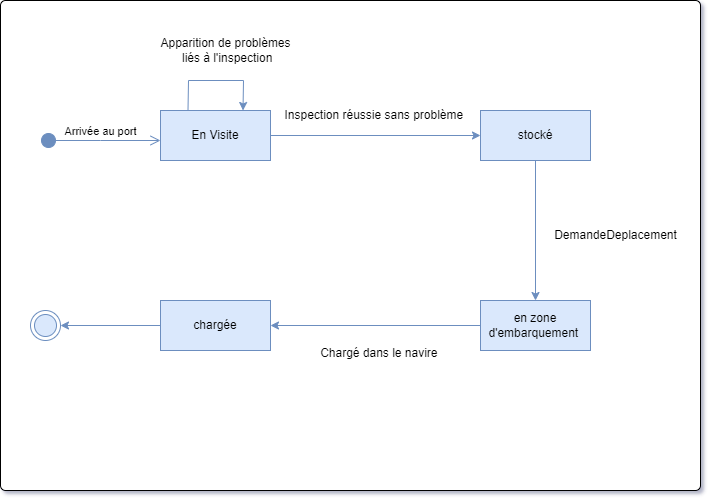 Apparition de problèmes
liés à l'inspection
Arrivée au port
En Visite
Inspection réussie sans problème
stocké
DemandeDeplacement
chargée
en zone
d'embarquement
Chargé dans le navire